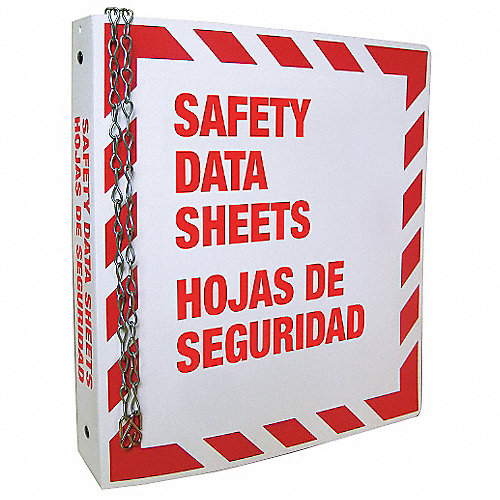 SAFETY
DATA
SHEETS
HOJAS DE
SEGURIDAD
SAFETY DATA SHEETS
HOJAS DE SEGURIDAD